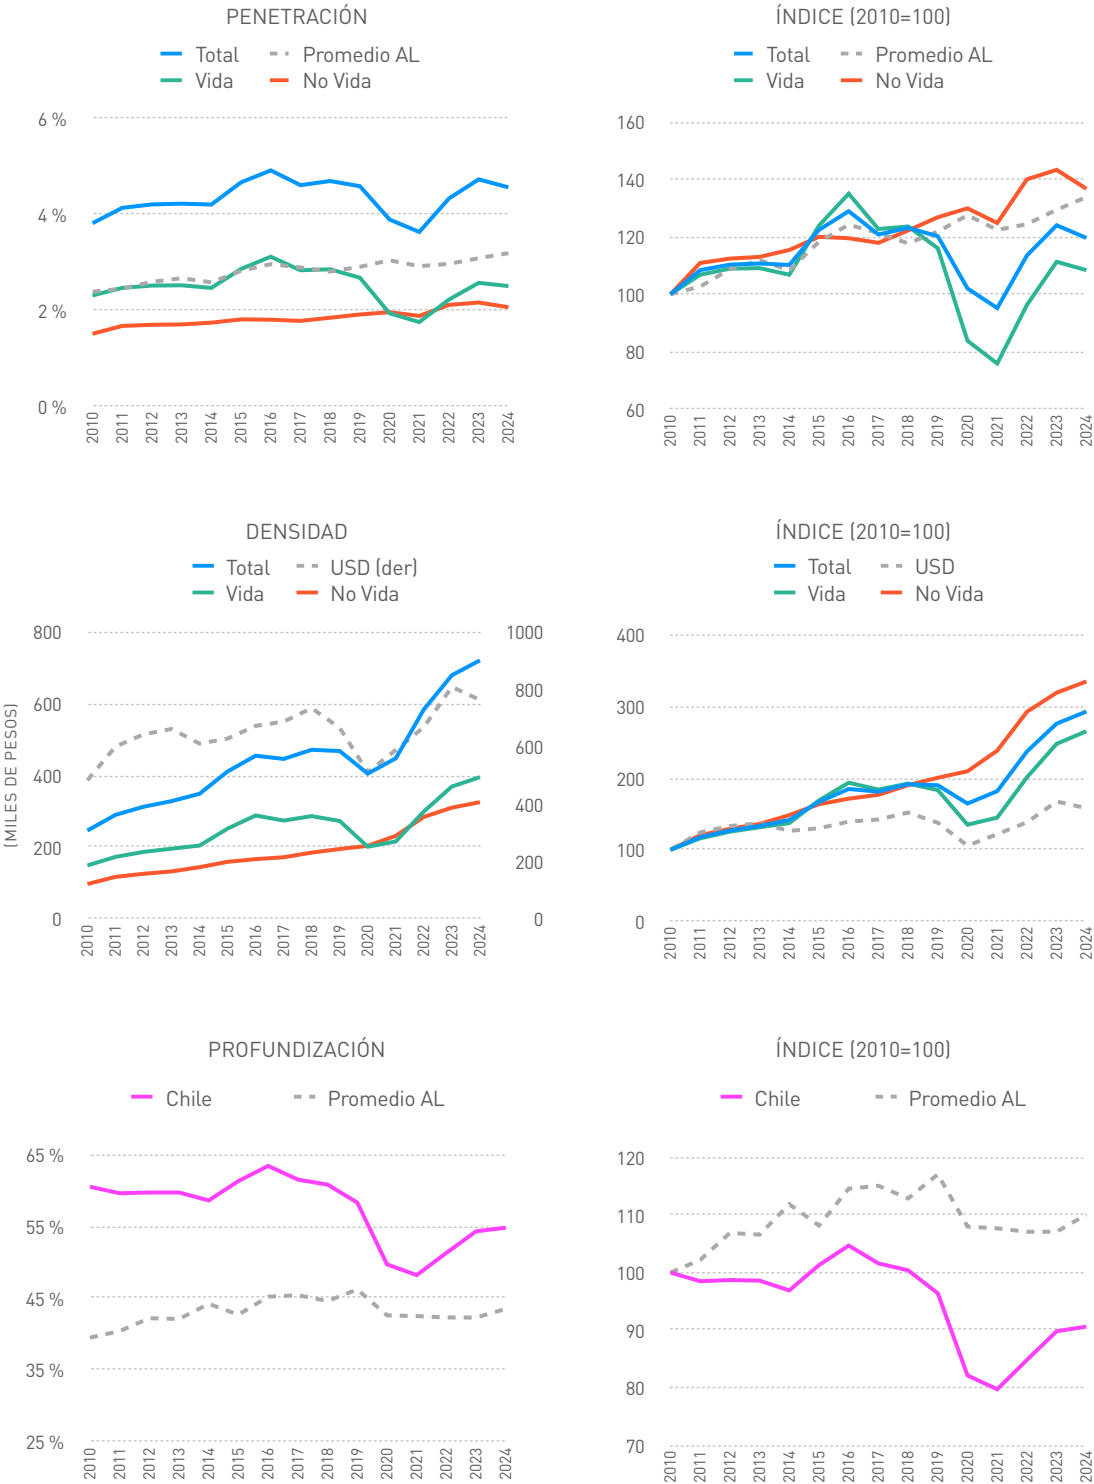 PENETRACIÓN
Total Promedio AL
Vida No Vida
6 %
4 %
2 %
0 %
2010 2011 2012 2013 2014 2015 2016 2017 2018 2019 2020 2021 2022 2023 2024
ÍNDICE (2010=100)
Total Promedio AL
Vida No Vida
160
140
120
100
80
60
2010 2011 2012 2013 2014 2015 2016 2017 2018 2019 2020 2021 2022 2023 2024
DENSIDAD
Total USD (der)
Vida No Vida
(MILES DE PESOS)
800 1000
600 800
400 600
200 400
0 200
0
2010 2011 2012 2013 2014 2015 2016 2017 2018 2019 2020 2021 2022 2023 2024
ÍNDICE (2010=100)
Total USD
Vida No Vida
400
300
200
100
0
2010 2011 2012 2013 2014 2015 2016 2017 2018 2019 2020 2021 2022 2023 2024
PROFUNDIZACIÓN
Chile Promedio AL
65 %
55 %
45 %
35 %
25 %
2010 2011 2012 2013 2014 2015 2016 2017 2018 2019 2020 2021 2022 2023 2024
ÍNDICE (2010=100)
Chile Promedio AL
120
110
100
90
80
70
2010 2011 2012 2013 2014 2015 2016 2017 2018 2019 2020 2021 2022 2023 2024